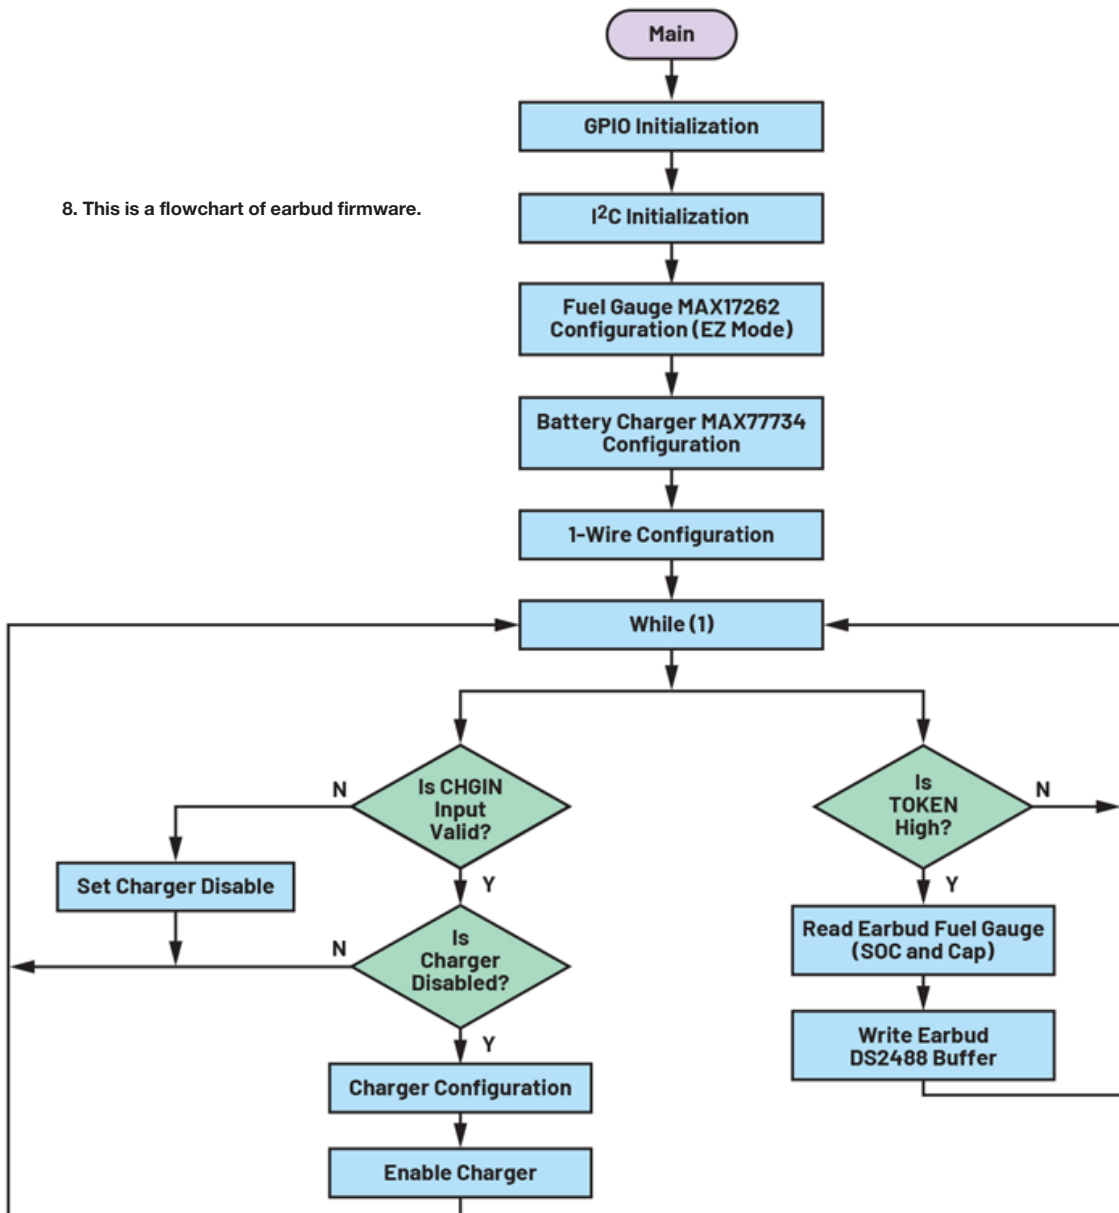 Main
GPIO Initialization
8. This is a flowchart of earbud firmware.
I²C Initialization
Fuel Gauge MAX17262
Configuration (EZ Mode)
Battery Charger MAX77734
Configuration
1-Wire Configuration
While (1)
N
Is CHGIN
Input
Valid?
Y
Set Charger Disable
N
Is
Charger
Disabled?
Y
Charger Configuration
Enable Charger
Is
TOKEN
High?
N
Y
Read Earbud Fuel Gauge
(SOC and Cap)
Write Earbud
DS2488 Buffer